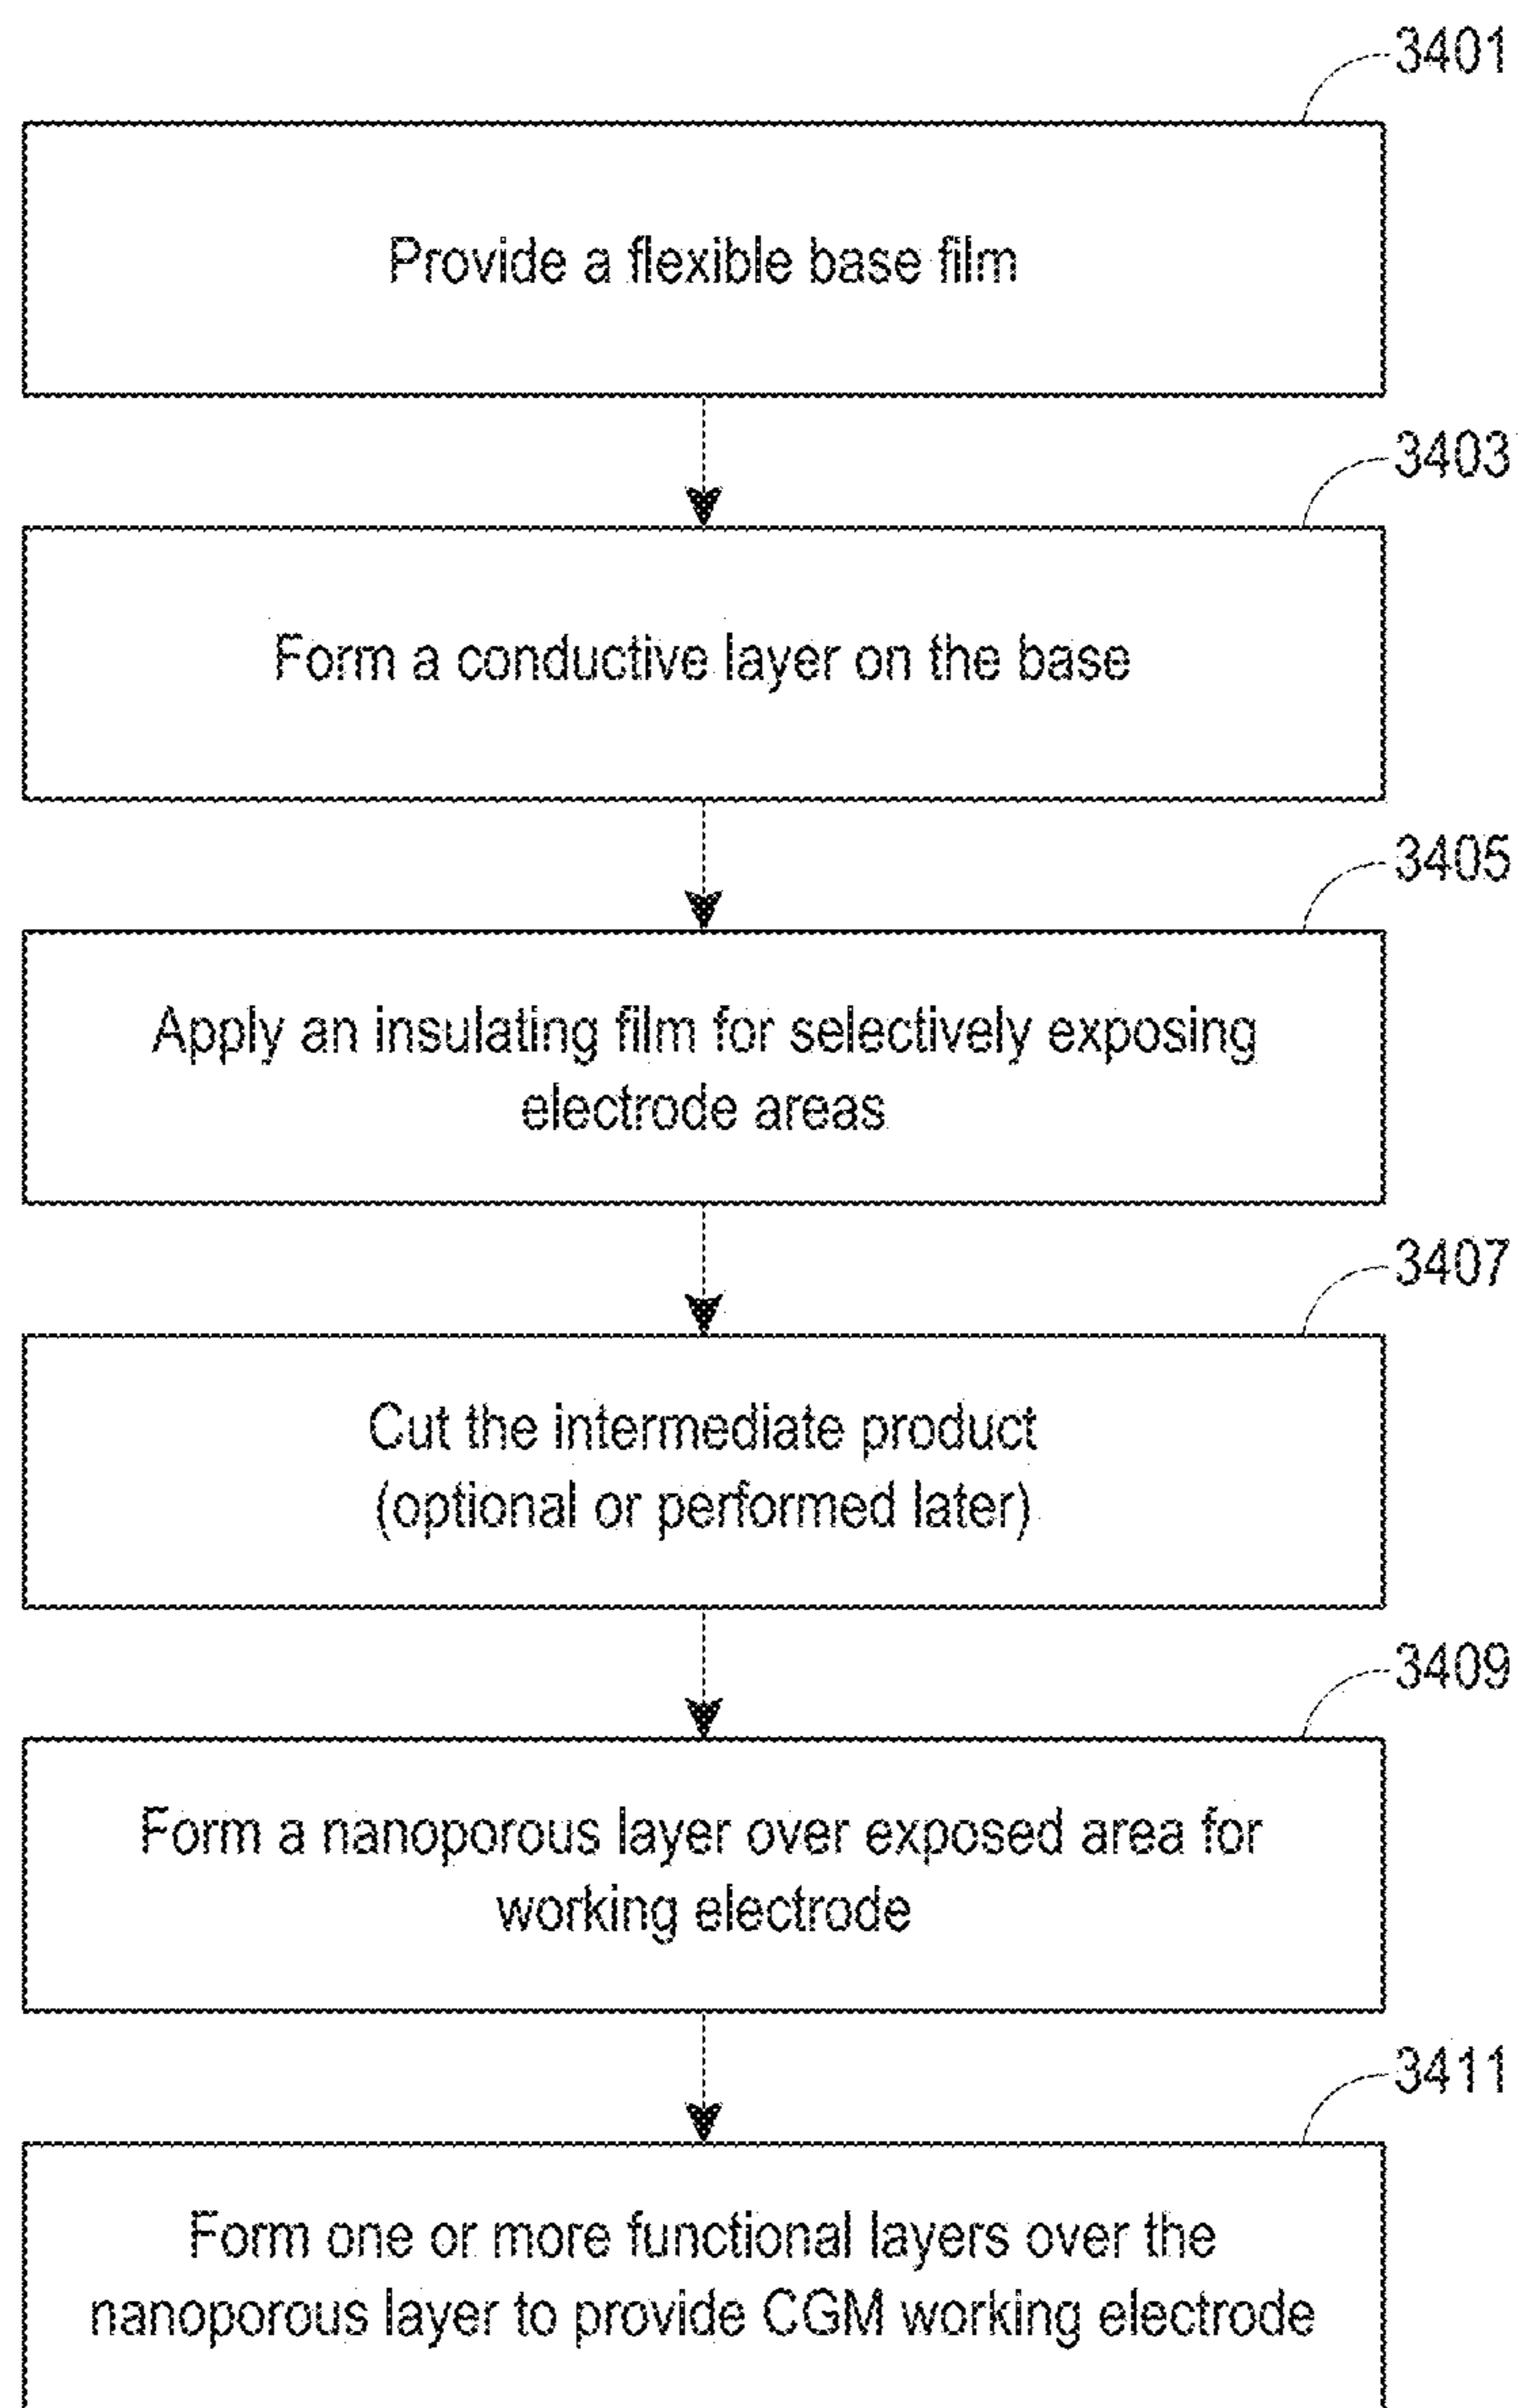 3401
Provide a flexible base film
3403
Form a conductive layer on the base
3405
Apply an insulating film for selectively exposing
electrode areas
3407
Cut the intermediate product
(optional or performed later)
3409
Form a nanoporous layer over exposed area for
working electrode
3411
Form one or more functional layers over the
nanoporous layer to provide CGM working electrode